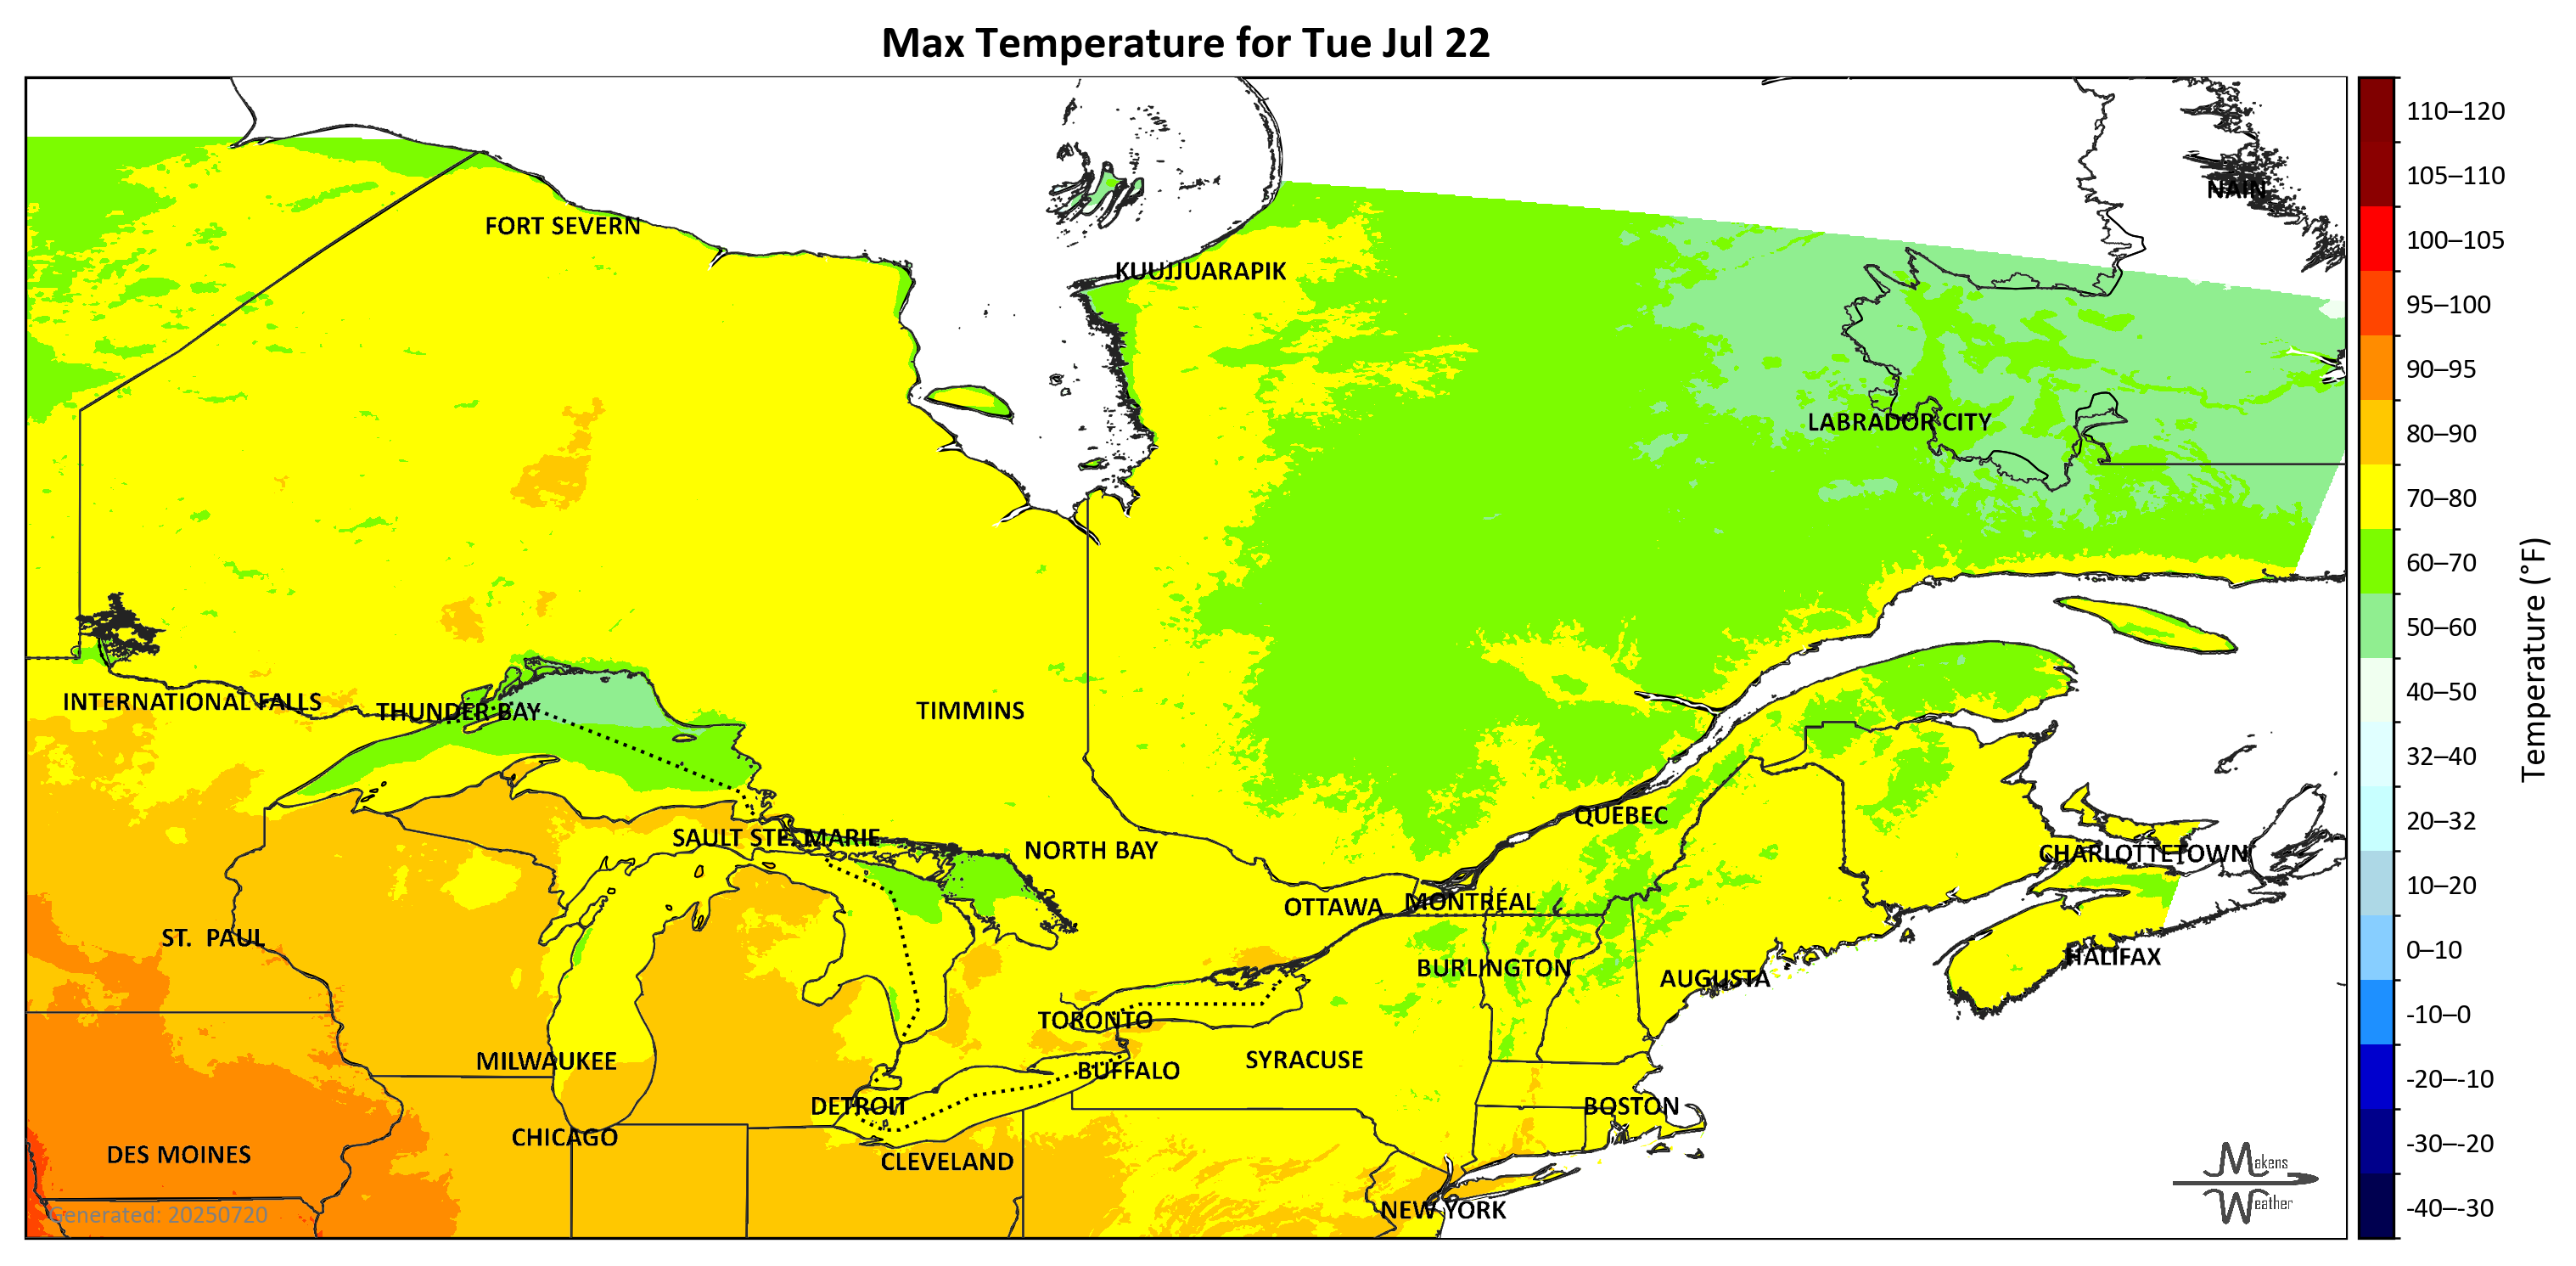 Max Temperature for Tue Jul 22
110–120
105–110
NAIN
FORT SEVERN
100–105
KUUJJUARAPIK
95–100
90–95
LABRADOR CITY
80–90
70–80
60–70
50–60
Temperature (°F)
40–50
INTERNATIONAL FALLS
THUNDER BAY
TIMMINS
32–40
QUEBEC
20–32
SAULT STE. MARIE
NORTH BAY
CHARLOTTETOWN
10–20
OTTAWA
MONTRÉAL
ST. PAUL
0–10
HALIFAX
BURLINGTON
AUGUSTA
-10–0
TORONTO
MILWAUKEE
SYRACUSE
BUFFALO
-20–-10
DETROIT
BOSTON
CHICAGO
-30–-20
DES MOINES
CLEVELAND
Makens
Weather
NEW YORK
-40–-30
Generated: 20250720